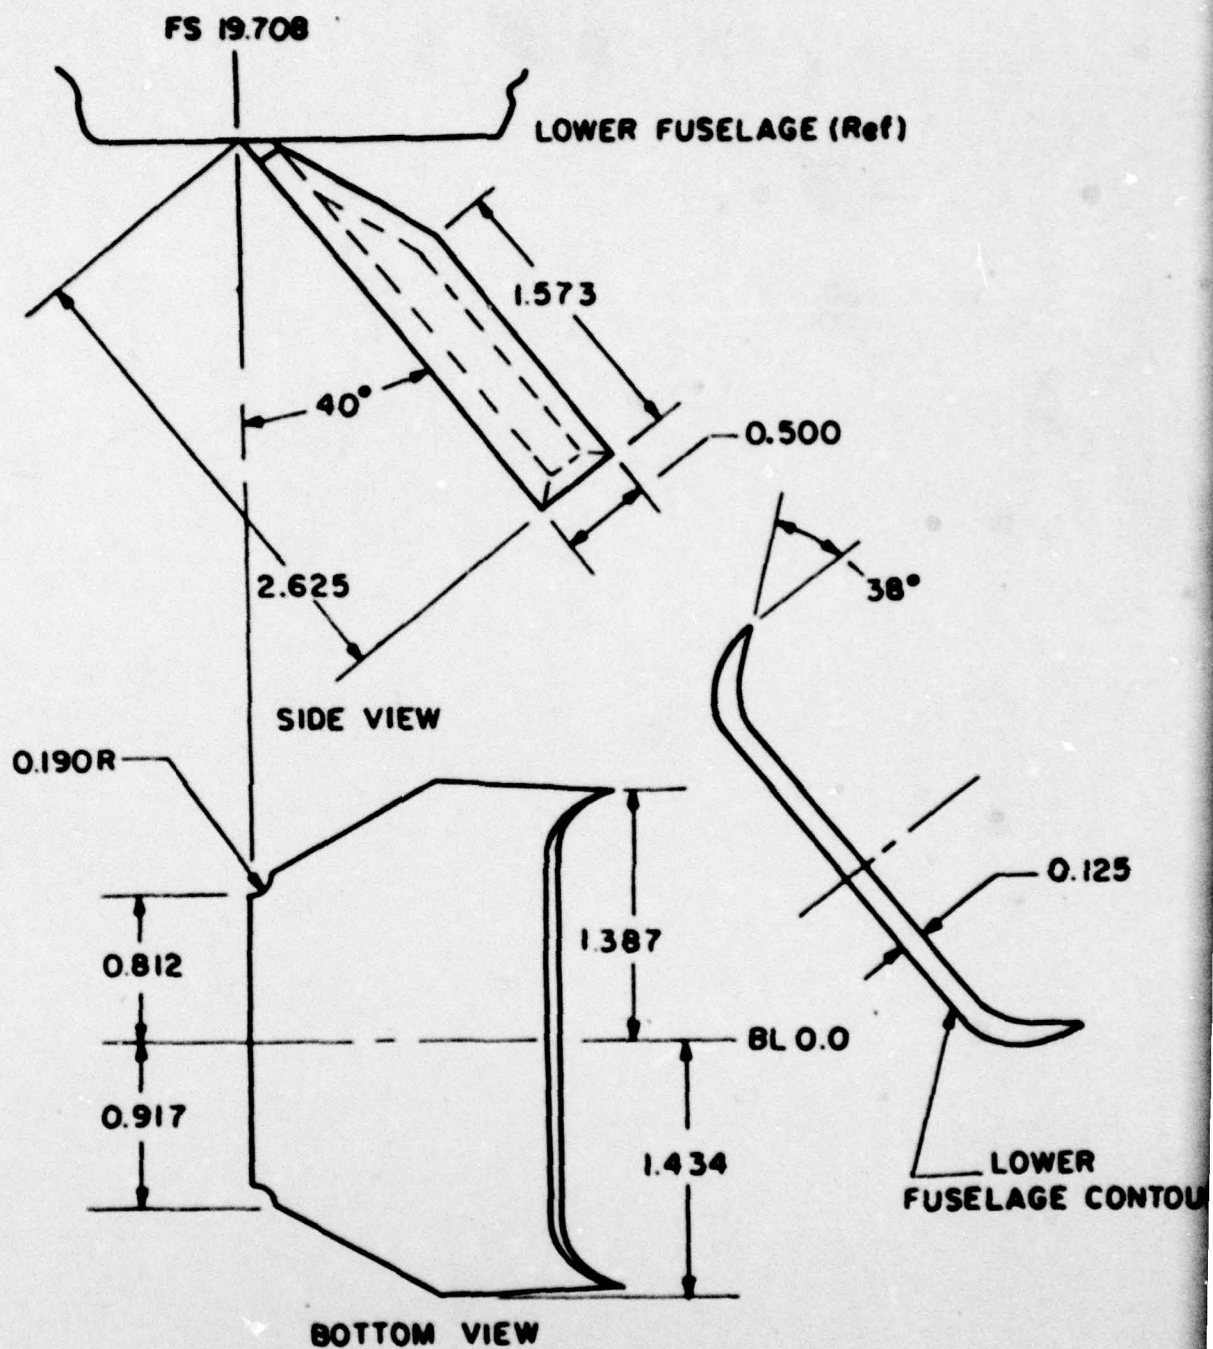 FS 19.708
LOWER FUSELAGE (Ref)
1.573
40°
0.500
2.625
38°
SIDE VIEW
0.190R
0.125
1.387
0.812
BL 0.0
0.917
1.434
LOWER
FUSELAGE CONTOU
BOTTOM VIEW